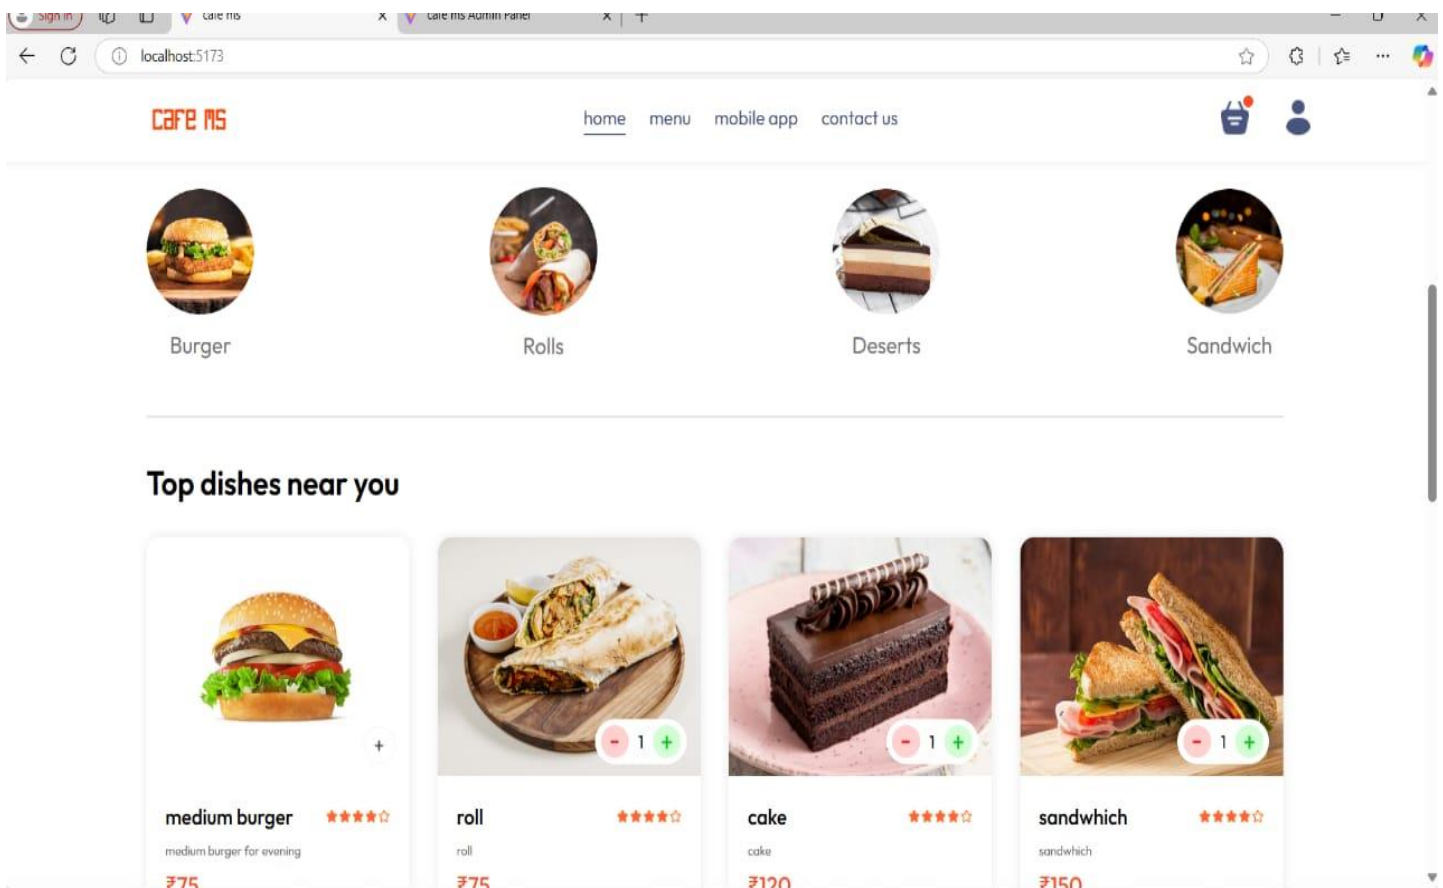 Sign in
cafe ms
cafe ms Admin Panel
localhost:5173
cafe ms
home menu mobile app contact us
Burger Rolls Deserts Sandwich
Top dishes near you
+ - 1 + - 1 + - 1 +
medium burger roll cake sandwhich
medium burger for evening roll cake sandwhich
₹75 ₹75 ₹120 ₹150